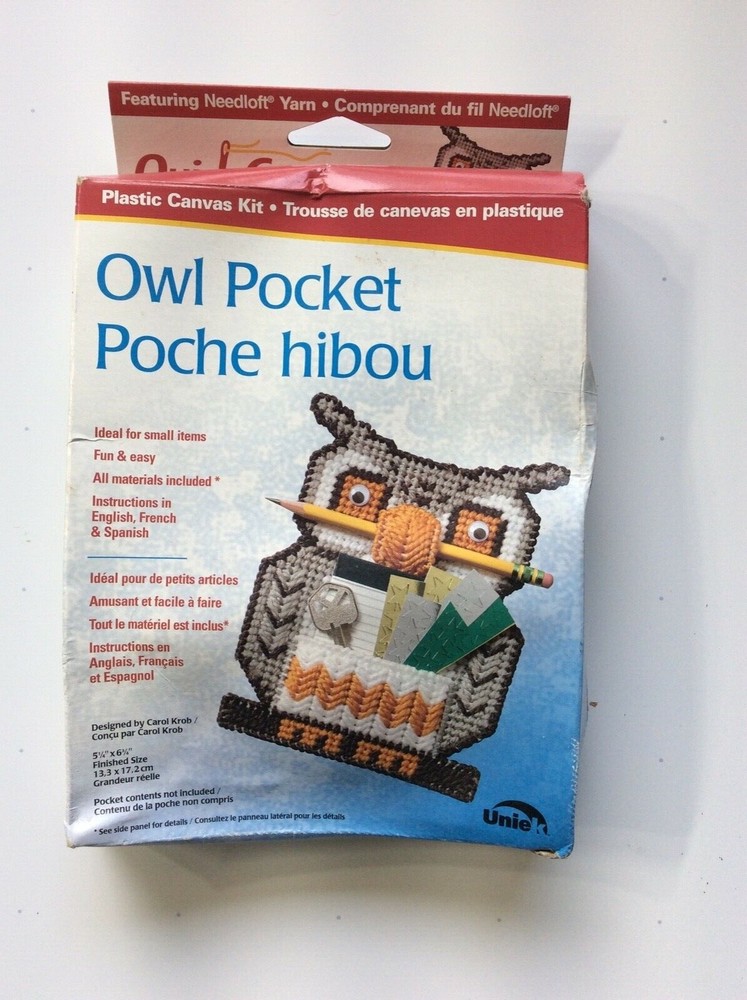 Featuring Needloft® Yarn • Comprenant du fil Needloft®
Plastic Canvas Kit • Trousse de canevas en plastique
Owl Pocket
Poche hibou
Ideal for small items
Fun & easy
All materials included *
Instructions in
English, French
& Spanish
Idéal pour de petits articles
Amusant et facile à faire
Tout le matériel est inclus*
Instructions en
Anglais, Français
et Espagnol
Designed by Carol Krob /
Conçu par Carol Krob
5¼" x 6¾"
Finished Size
13,3 x 17,2 cm
Grandeur réelle
Pocket contents not included /
Contenu de la poche non compris
* See side panel for details / Consultez le panneau latéral pour les détails
Uniek